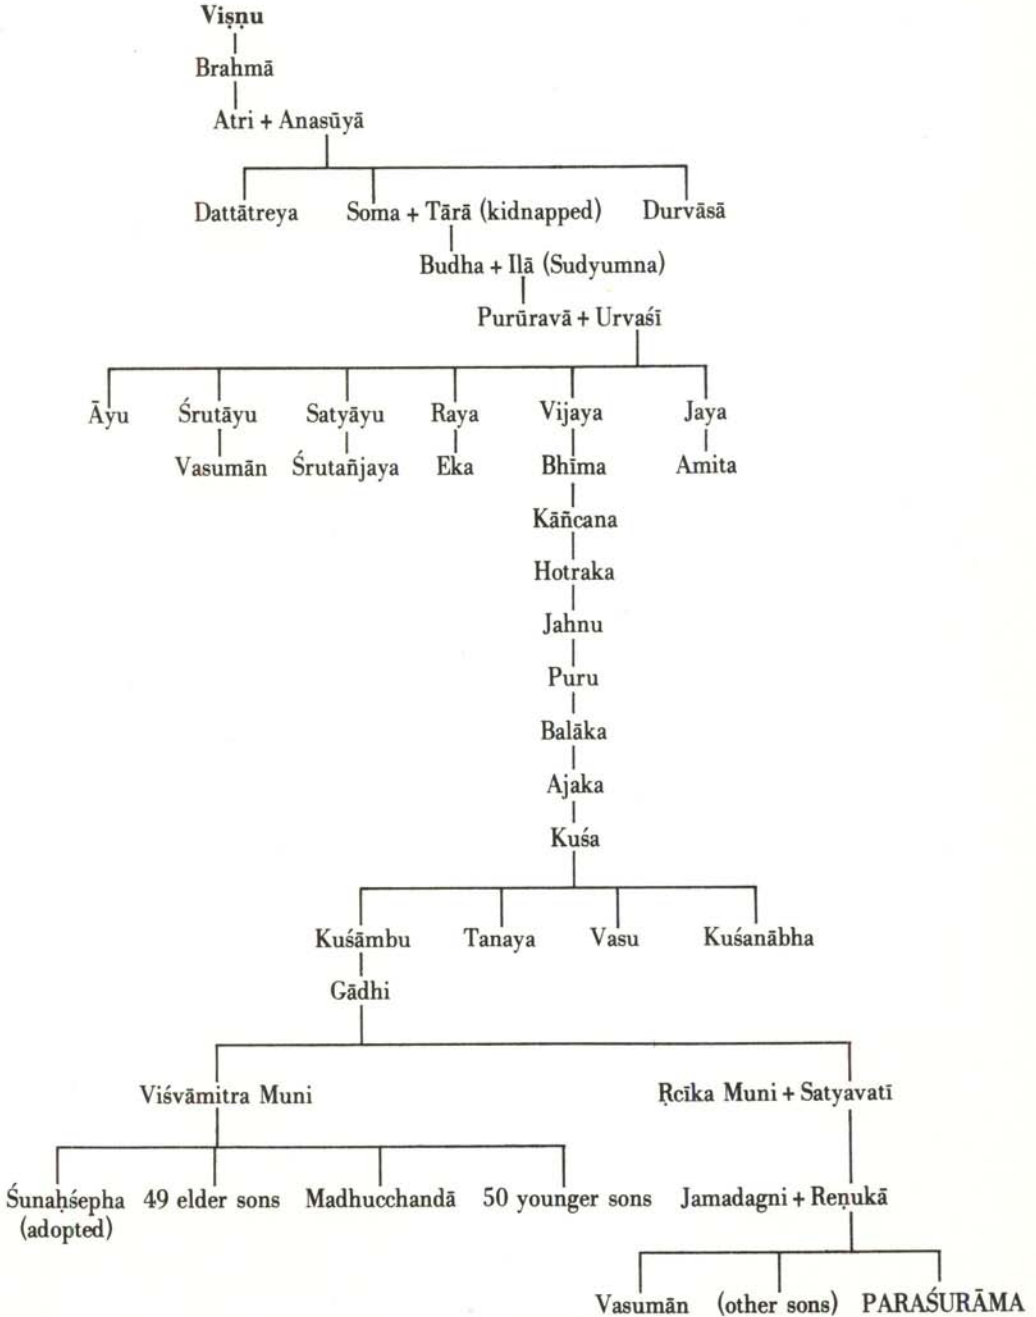 Viṣṇu
Brahmā
Atri + Anasūyā
Dattātreya Soma + Tārā (kidnapped) Durvāsā
Budha + Ilā (Sudyumna)
Purūravā + Urvaśī
Āyu Śrutāyu Satyāyu Raya Vijaya Jaya
Vasumān Śrutañjaya Eka Bhīma Amita
Kāñcana
Hotraka
Jahnu
Puru
Balāka
Ajaka
Kuśa
Kuśāmbu Tanaya Vasu Kuśanābha
Gādhi
Viśvāmitra Muni Ṛcīka Muni + Satyavatī
Śunaḥśepha 49 elder sons Madhucchandā 50 younger sons Jamadagni + Reṇukā
(adopted)
Vasumān (other sons) PARAŚURĀMA